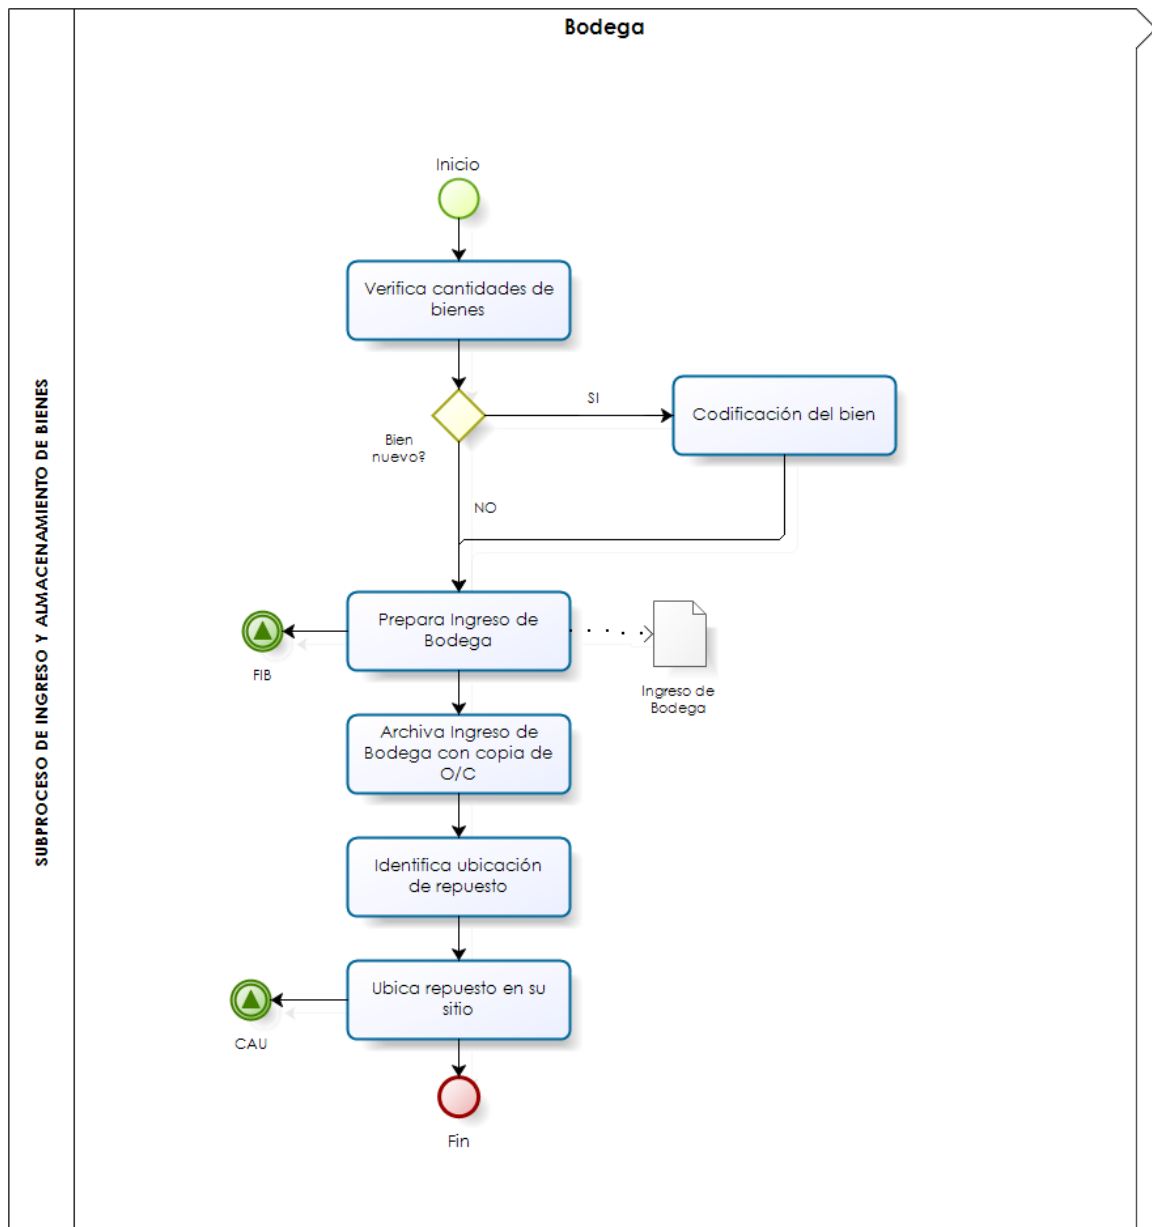 Bodega
SUBPROCESO DE INGRESO Y ALMACENAMIENTO DE BIENES
Inicio
Verifica cantidades de
bienes
Bien
nuevo?
SI
Codificación del bien
NO
Prepara Ingreso de
Bodega
FIB
Ingreso de
Bodega
Archiva Ingreso de
Bodega con copia de
O/C
Identifica ubicación
de repuesto
Ubica repuesto en su
sitio
CAU
Fin